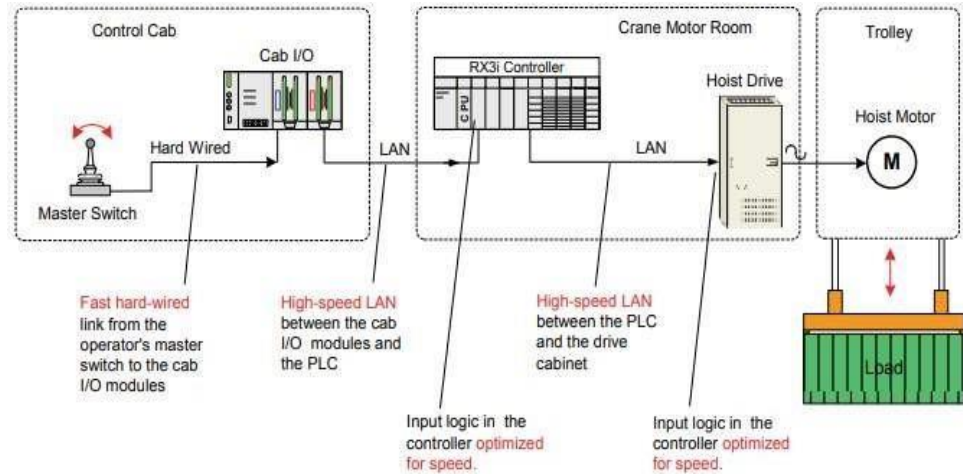 Control Cab
Cab I/O
Hard Wired
Master Switch
LAN
Crane Motor Room
RX3i Controller
CPU
LAN
Hoist Drive
Trolley
Hoist Motor
M
Fast hard-wired
link from the
operator's master
switch to the cab
I/O modules
High-speed LAN
between the cab
I/O modules and
the PLC
High-speed LAN
between the PLC
and the drive
cabinet
Load
Input logic in the
controller optimized
for speed.
Input logic in the
controller optimized
for speed.